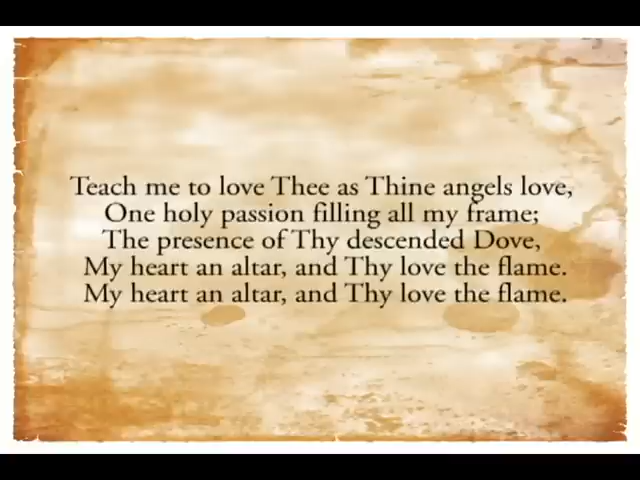 Teach me to love Thee as Thine angels love,
One holy passion filling all my frame;
The presence of Thy descended Dove,
My heart an altar, and Thy love the flame.
My heart an altar, and Thy love the flame.